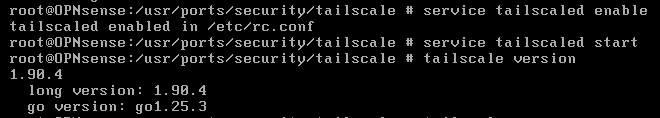 root@OPNsense:/usr/ports/security/tailscale # service tailscaled enable
tailscaled enabled in /etc/rc.conf
root@OPNsense:/usr/ports/security/tailscale # service tailscaled start
root@OPNsense:/usr/ports/security/tailscale # tailscale version
1.90.4
  long version: 1.90.4
  go version: go1.25.3